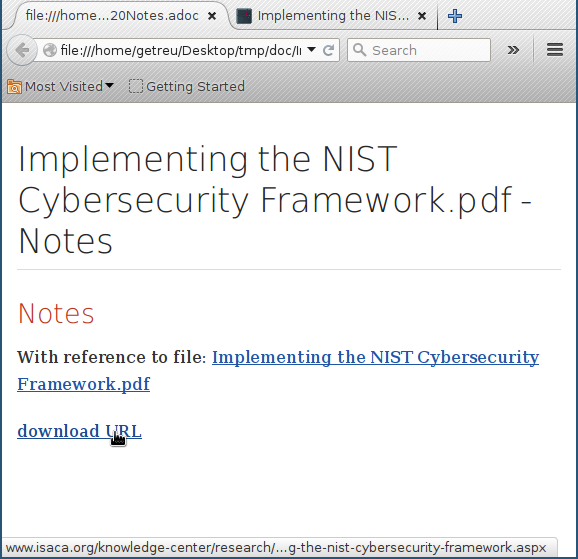 file:///home...20Notes.adoc
Implementing the NIS...
file:///home/getreu/Desktop/tmp/doc/I
Search
Most Visited
Getting Started
Implementing the NIST
Cybersecurity Framework.pdf -
Notes
Notes
With reference to file: Implementing the NIST Cybersecurity
Framework.pdf
download URL
www.isaca.org/knowledge-center/research/...g-the-nist-cybersecurity-framework.aspx